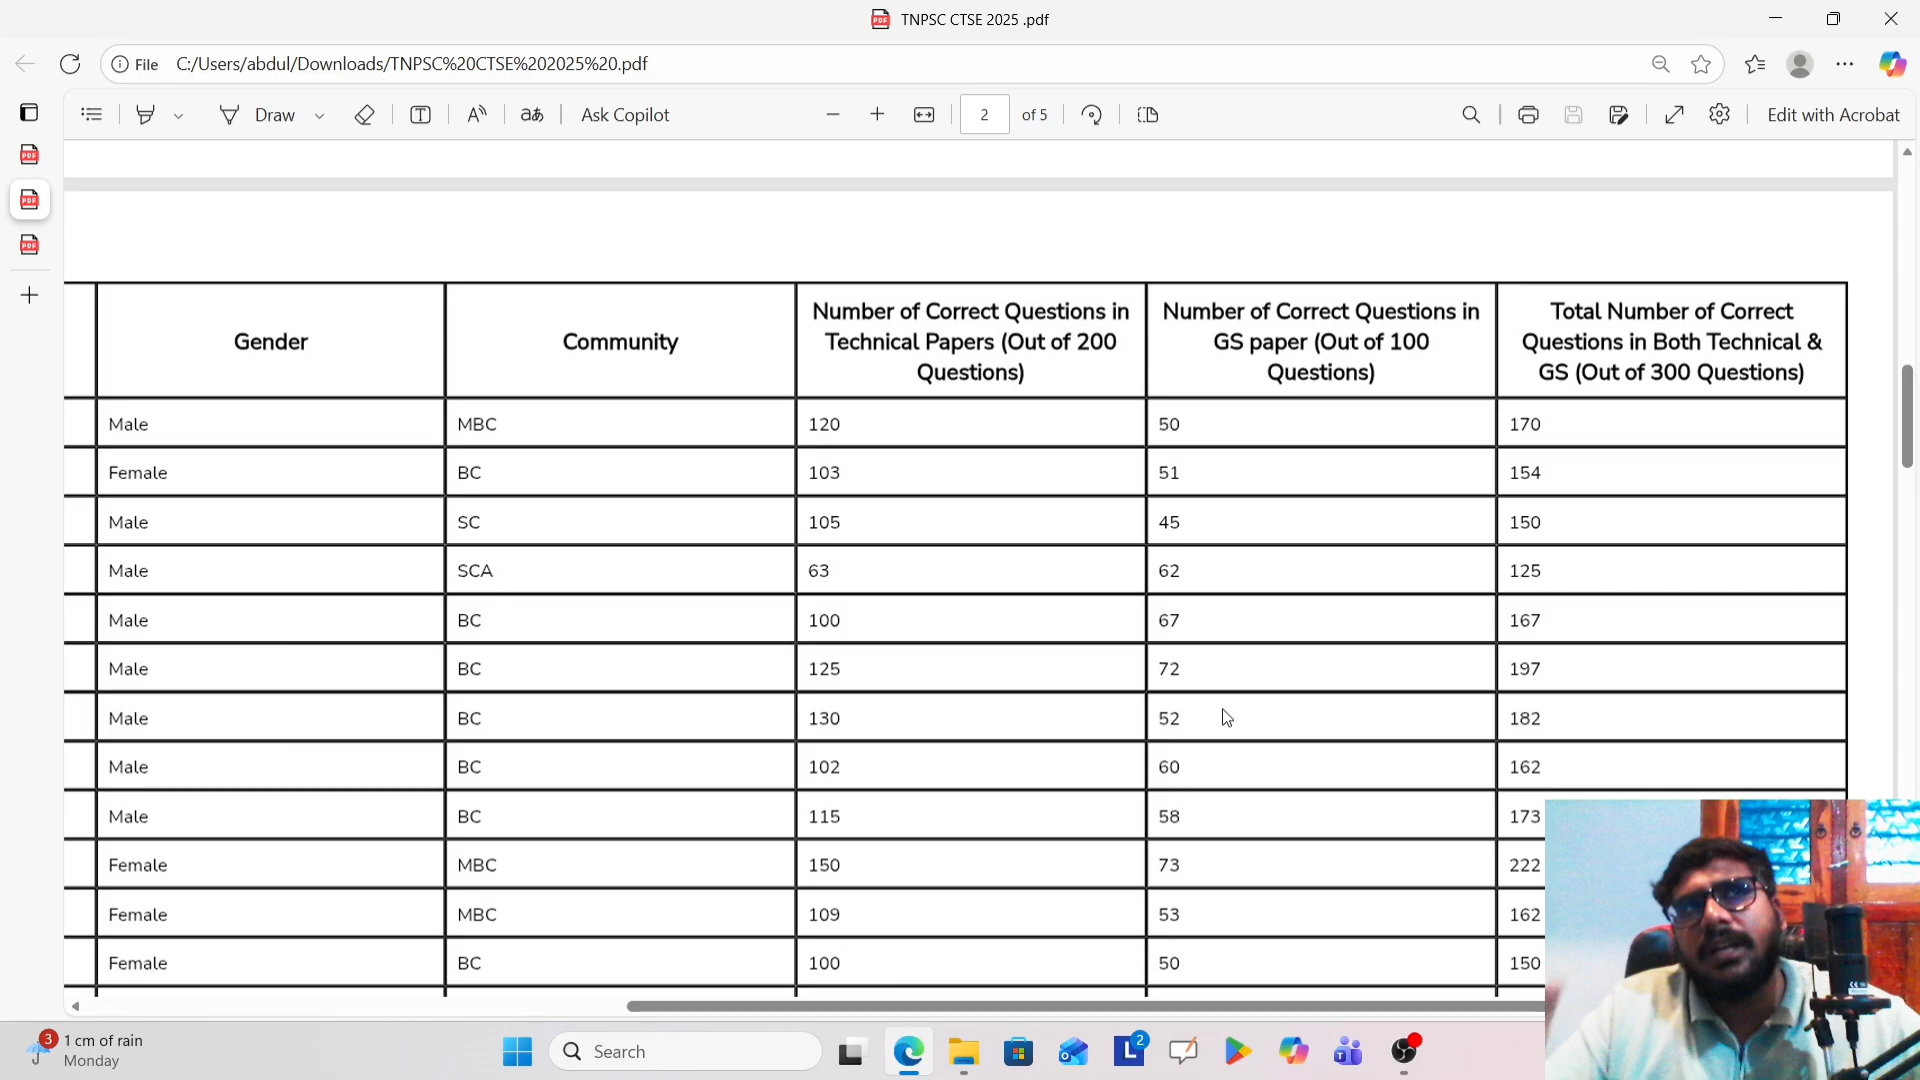 TNPSC CTSE 2025 .pdf
File C:/Users/abdul/Downloads/TNPSC%20CTSE%202025%20.pdf
Draw Ask Copilot 2 of 5 Edit with Acrobat
Gender
Community
Number of Correct Questions in
Technical Papers (Out of 200
Questions)
Number of Correct Questions in
GS paper (Out of 100
Questions)
Total Number of Correct
Questions in Both Technical &
GS (Out of 300 Questions)
Male MBC 120 50 170
Female BC 103 51 154
Male SC 105 45 150
Male SCA 63 62 125
Male BC 100 67 167
Male BC 125 72 197
Male BC 130 52 182
Male BC 102 60 162
Male BC 115 58 173
Female MBC 150 73 222
Female MBC 109 53 162
Female BC 100 50 150
3 1 cm of rain
Monday
Search
2